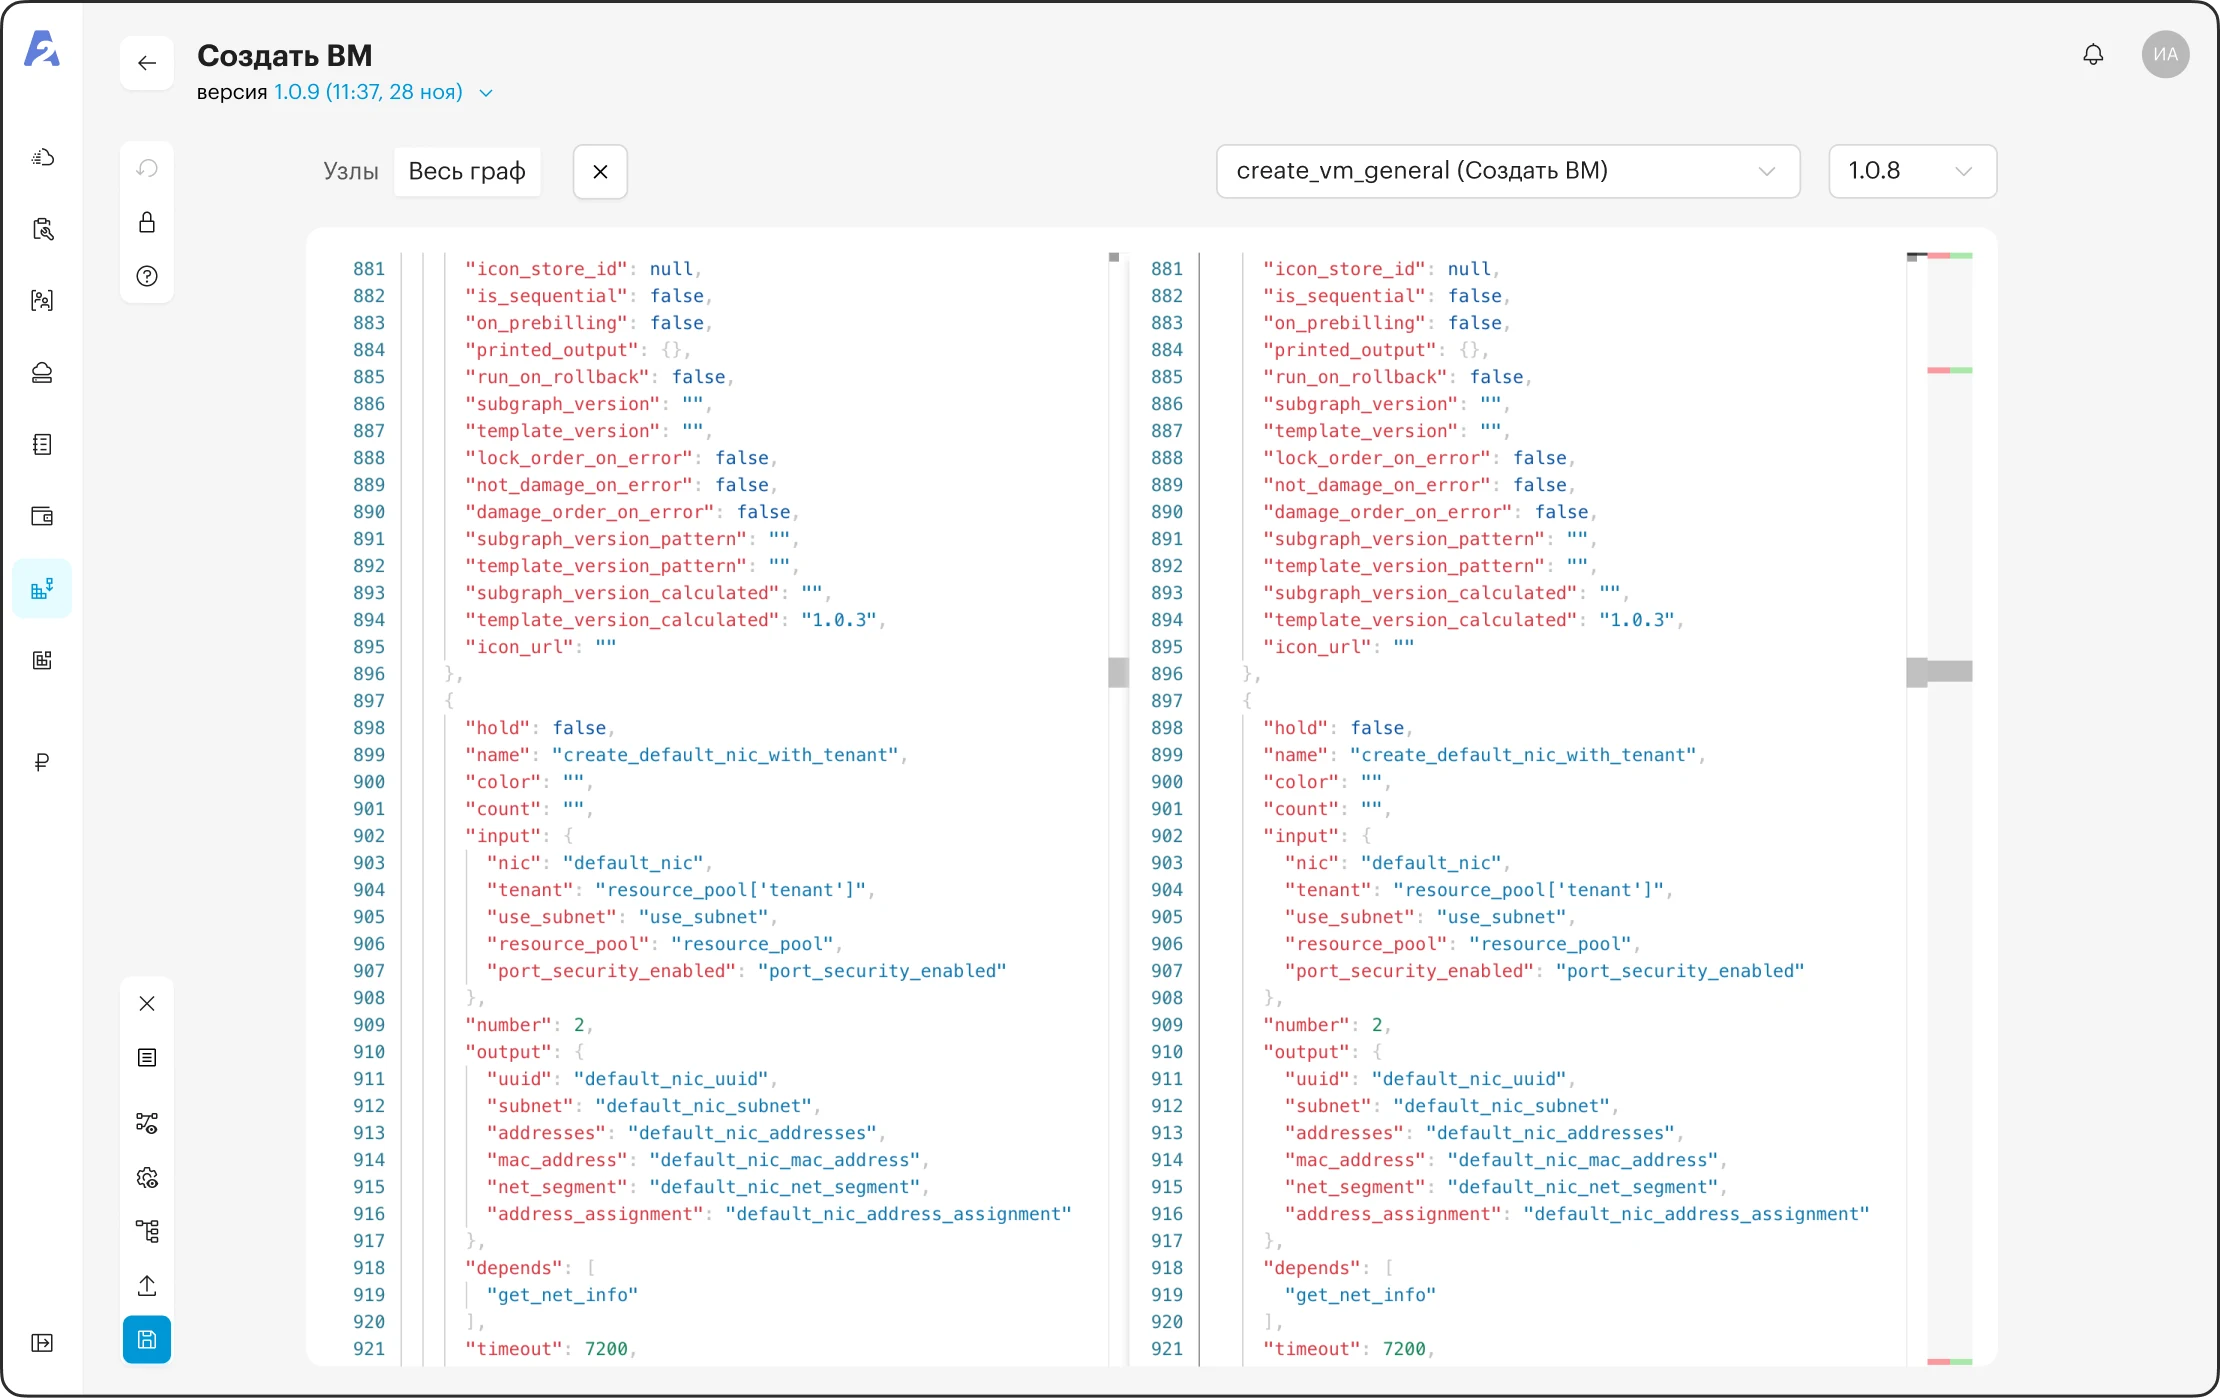 Создать ВМ
версия 1.0.9 (11:37, 28 ноя)
ИА
Узлы Весь граф
create_vm_general (Создать ВМ) 1.0.8
881 "icon_store_id": null,
882 "is_sequential": false,
883 "on_prebilling": false,
884 "printed_output": {},
885 "run_on_rollback": false,
886 "subgraph_version": "",
887 "template_version": "",
888 "lock_order_on_error": false,
889 "not_damage_on_error": false,
890 "damage_order_on_error": false,
891 "subgraph_version_pattern": "",
892 "template_version_pattern": "",
893 "subgraph_version_calculated": "",
894 "template_version_calculated": "1.0.3",
895 "icon_url": ""
896 },
897 {
898 "hold": false,
899 "name": "create_default_nic_with_tenant",
900 "color": "",
901 "count": "",
902 "input": {
903 "nic": "default_nic",
904 "tenant": "resource_pool['tenant']",
905 "use_subnet": "use_subnet",
906 "resource_pool": "resource_pool",
907 "port_security_enabled": "port_security_enabled"
908 },
909 "number": 2,
910 "output": {
911 "uuid": "default_nic_uuid",
912 "subnet": "default_nic_subnet",
913 "addresses": "default_nic_addresses",
914 "mac_address": "default_nic_mac_address",
915 "net_segment": "default_nic_net_segment",
916 "address_assignment": "default_nic_address_assignment"
917 },
918 "depends": [
919 "get_net_info"
920 ],
921 "timeout": 7200,
881 "icon_store_id": null,
882 "is_sequential": false,
883 "on_prebilling": false,
884 "printed_output": {},
885 "run_on_rollback": false,
886 "subgraph_version": "",
887 "template_version": "",
888 "lock_order_on_error": false,
889 "not_damage_on_error": false,
890 "damage_order_on_error": false,
891 "subgraph_version_pattern": "",
892 "template_version_pattern": "",
893 "subgraph_version_calculated": "",
894 "template_version_calculated": "1.0.3",
895 "icon_url": ""
896 },
897 {
898 "hold": false,
899 "name": "create_default_nic_with_tenant",
900 "color": "",
901 "count": "",
902 "input": {
903 "nic": "default_nic",
904 "tenant": "resource_pool['tenant']",
905 "use_subnet": "use_subnet",
906 "resource_pool": "resource_pool",
907 "port_security_enabled": "port_security_enabled"
908 },
909 "number": 2,
910 "output": {
911 "uuid": "default_nic_uuid",
912 "subnet": "default_nic_subnet",
913 "addresses": "default_nic_addresses",
914 "mac_address": "default_nic_mac_address",
915 "net_segment": "default_nic_net_segment",
916 "address_assignment": "default_nic_address_assignment"
917 },
918 "depends": [
919 "get_net_info"
920 ],
921 "timeout": 7200,